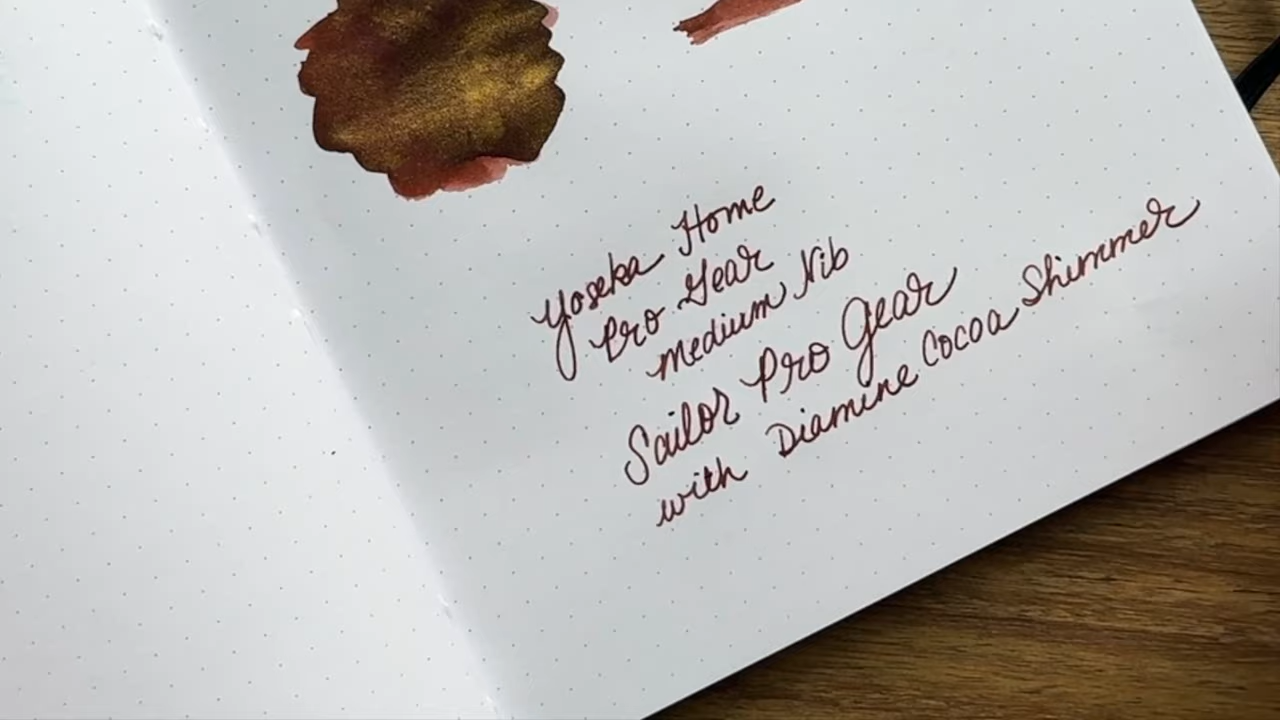 Yoseka Home
Pro Gear
Medium Nib
Sailor Pro Gear
with Diamine Cocoa Shimmer